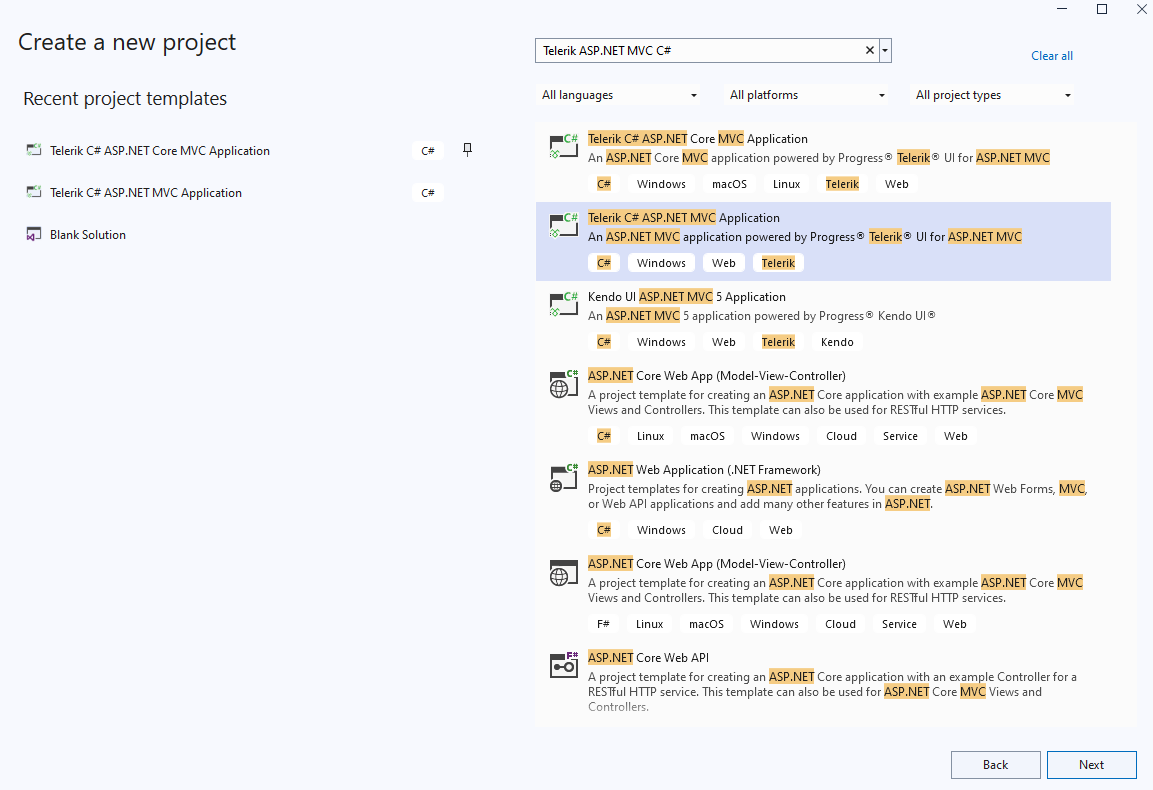 Create a new project
Recent project templates
Telerik C# ASP.NET Core MVC Application
C#
Telerik C# ASP.NET MVC Application
C#
Blank Solution
Telerik ASP.NET MVC C#
Clear all
All languages
All platforms
All project types
C#
Telerik C# ASP.NET Core MVC Application
An ASP.NET Core MVC application powered by Progress® Telerik® UI for ASP.NET MVC
C# Windows macOS Linux Telerik Web
C#
Telerik C# ASP.NET MVC Application
An ASP.NET MVC application powered by Progress® Telerik® UI for ASP.NET MVC
C# Windows Web Telerik
C#
Kendo UI ASP.NET MVC 5 Application
An ASP.NET MVC 5 application powered by Progress® Kendo UI®
C# Windows Web Telerik Kendo
C#
ASP.NET Core Web App (Model-View-Controller)
A project template for creating an ASP.NET Core application with example ASP.NET Core MVC
Views and Controllers. This template can also be used for RESTful HTTP services.
C# Linux macOS Windows Cloud Service Web
C#
ASP.NET Web Application (.NET Framework)
Project templates for creating ASP.NET applications. You can create ASP.NET Web Forms, MVC,
or Web API applications and add many other features in ASP.NET.
C# Windows Cloud Web
ASP.NET Core Web App (Model-View-Controller)
A project template for creating an ASP.NET Core application with example ASP.NET Core MVC
Views and Controllers. This template can also be used for RESTful HTTP services.
F# Linux macOS Windows Cloud Service Web
F#
ASP.NET Core Web API
A project template for creating an ASP.NET Core application with an example Controller for a
RESTful HTTP service. This template can also be used for ASP.NET Core MVC Views and
Controllers.
Back
Next